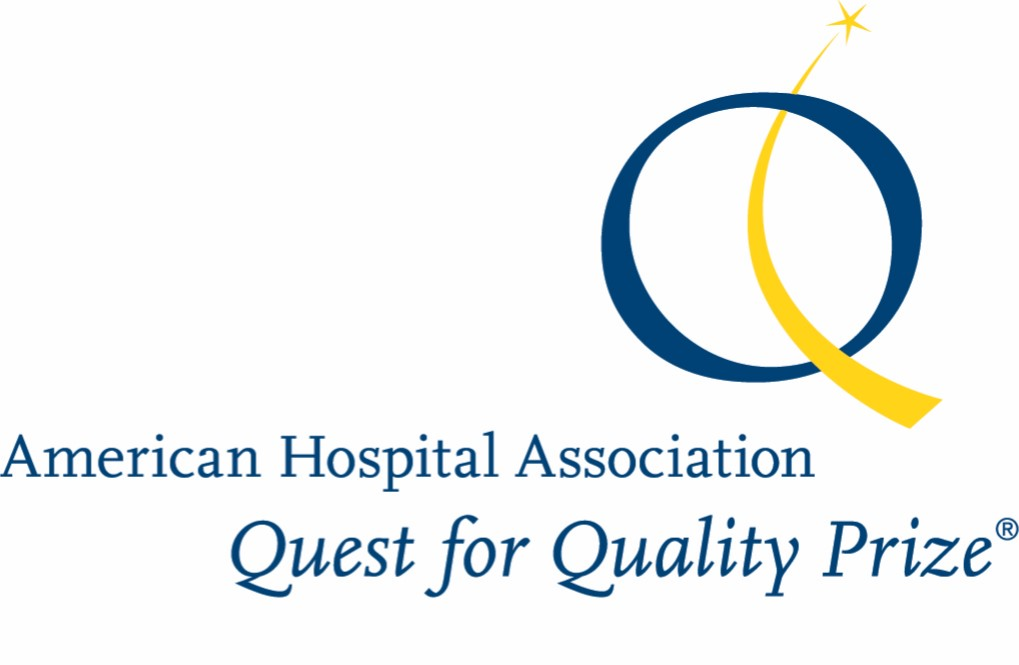 American Hospital Association
Quest for Quality Prize®